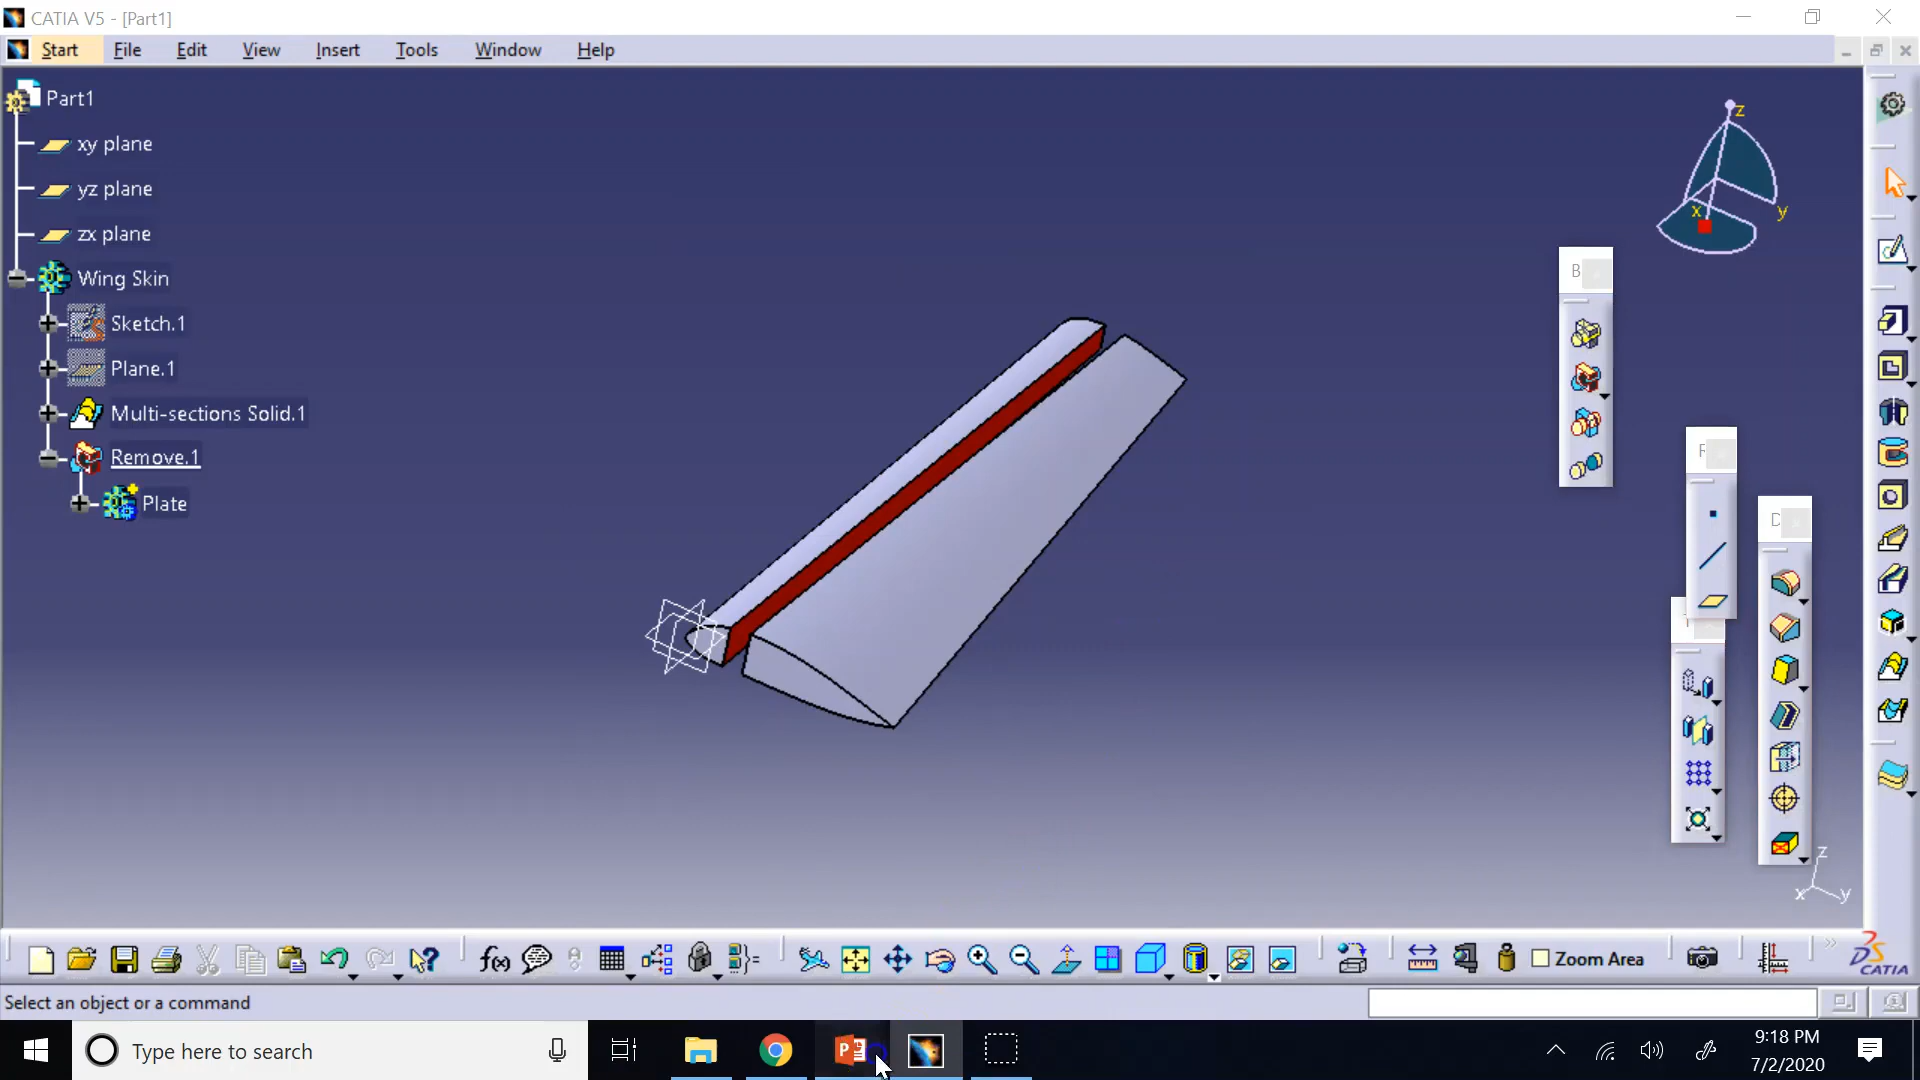 CATIA V5 - [Part1]
Start File Edit View Insert Tools Window Help
Part1
xy plane
yz plane
zx plane
Wing Skin
Sketch.1
Plane.1
Multi-sections Solid.1
Remove.1
Plate
z
x
y
B
R
D
z
x
y
f(x)
Zoom Area
CATIA
Select an object or a command
Type here to search
9:18 PM
7/2/2020